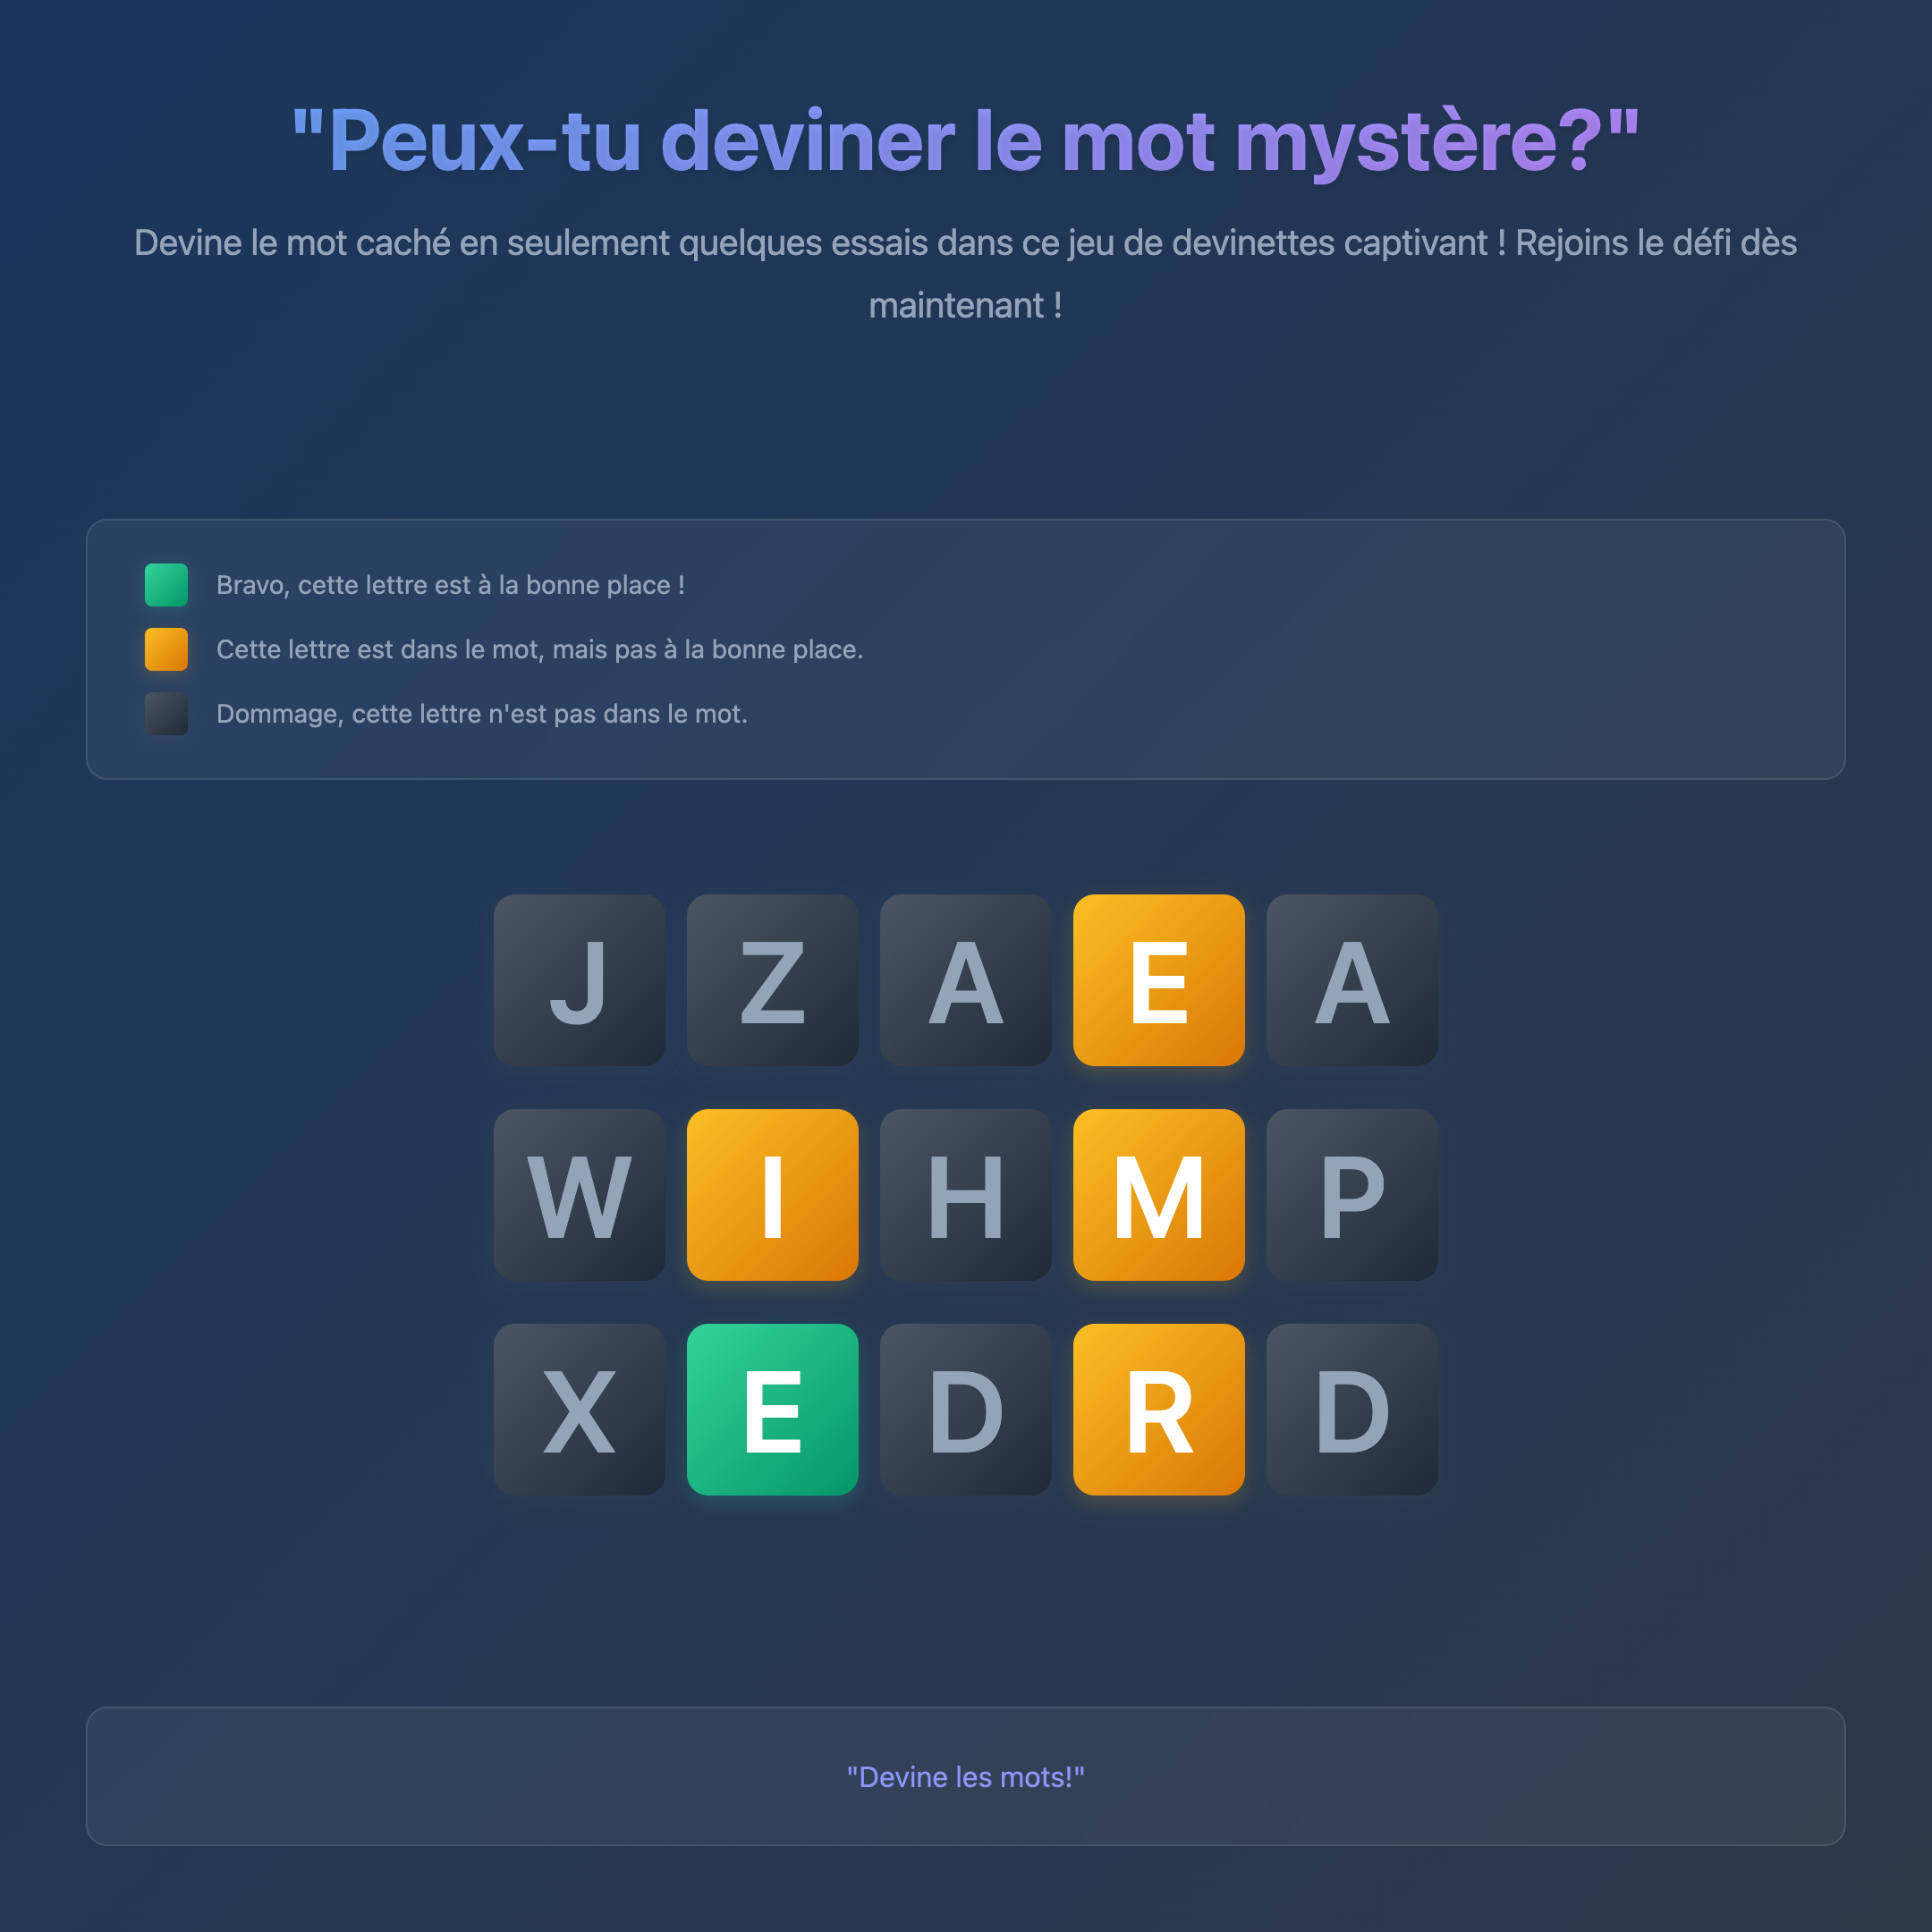 "Peux-tu deviner le mot mystère?"
Devine le mot caché en seulement quelques essais dans ce jeu de devinettes captivant ! Rejoins le défi dès
maintenant !
Bravo, cette lettre est à la bonne place !
Cette lettre est dans le mot, mais pas à la bonne place.
Dommage, cette lettre n'est pas dans le mot.
J Z A E A
W I H M P
X E D R D
"Devine les mots!"